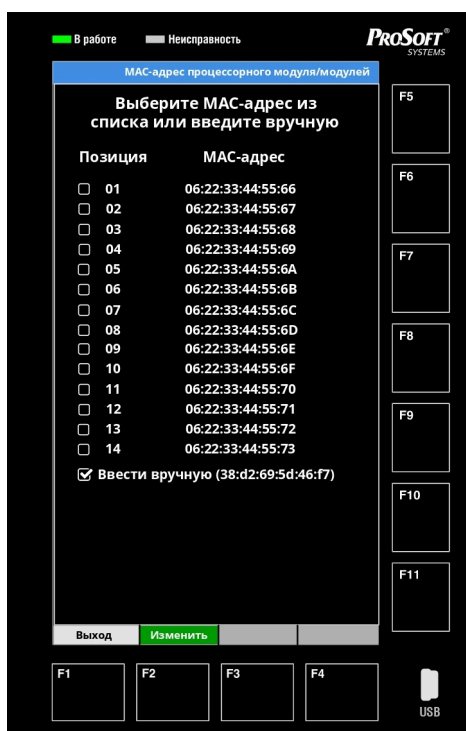 В работе Неисправность
PROSOFT®
SYSTEMS
МАС-адрес процессорного модуля/модулей
Выберите МАС-адрес из
списка или введите вручную
Позиция МАС-адрес
01 06:22:33:44:55:66
02 06:22:33:44:55:67
03 06:22:33:44:55:68
04 06:22:33:44:55:69
05 06:22:33:44:55:6A
06 06:22:33:44:55:6B
07 06:22:33:44:55:6C
08 06:22:33:44:55:6D
09 06:22:33:44:55:6E
10 06:22:33:44:55:6F
11 06:22:33:44:55:70
12 06:22:33:44:55:71
13 06:22:33:44:55:72
14 06:22:33:44:55:73
Ввести вручную (38:d2:69:5d:46:f7)
Выход Изменить
F5
F6
F7
F8
F9
F10
F11
F1 F2 F3 F4
USB